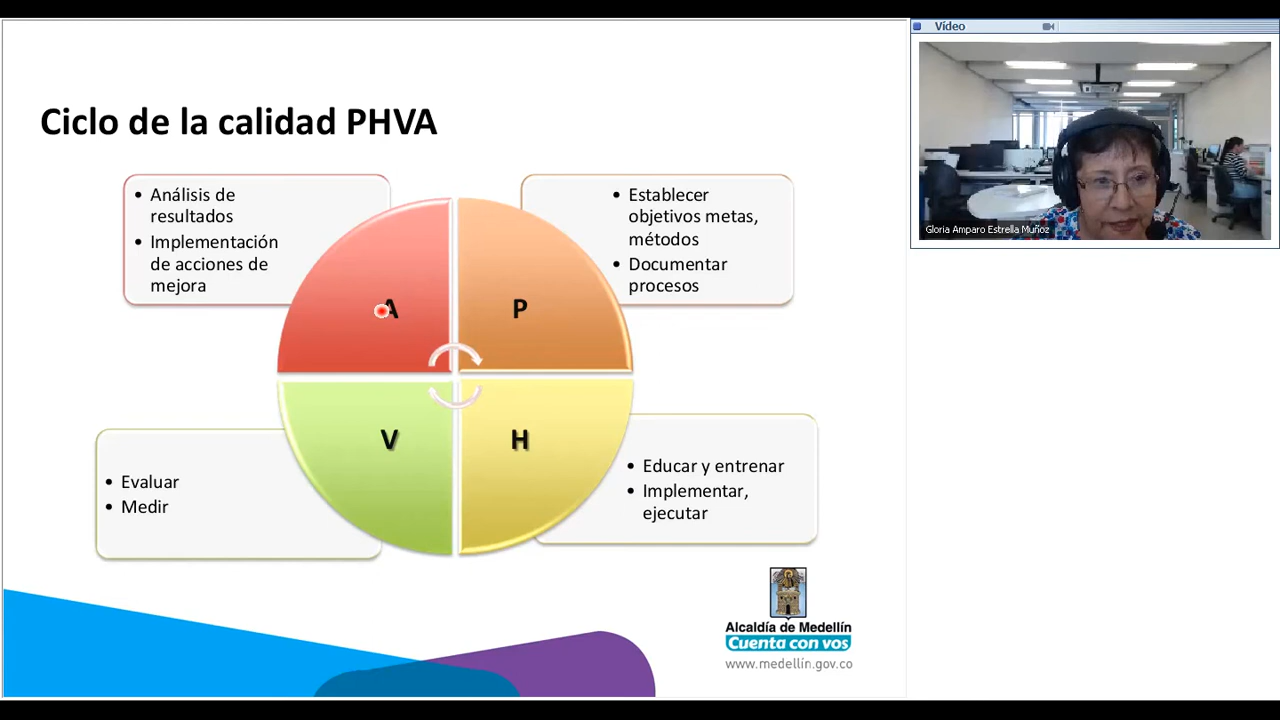 Vídeo
Gloria Amparo Estrella Muñoz
Ciclo de la calidad PHVA
• Análisis de
resultados
• Implementación
de acciones de
mejora
• Establecer
objetivos metas,
métodos
• Documentar
procesos
A
P
V
H
• Evaluar
• Medir
• Educar y entrenar
• Implementar,
ejecutar
Alcaldía de Medellín
Cuenta con vos
www.medellín.gov.co